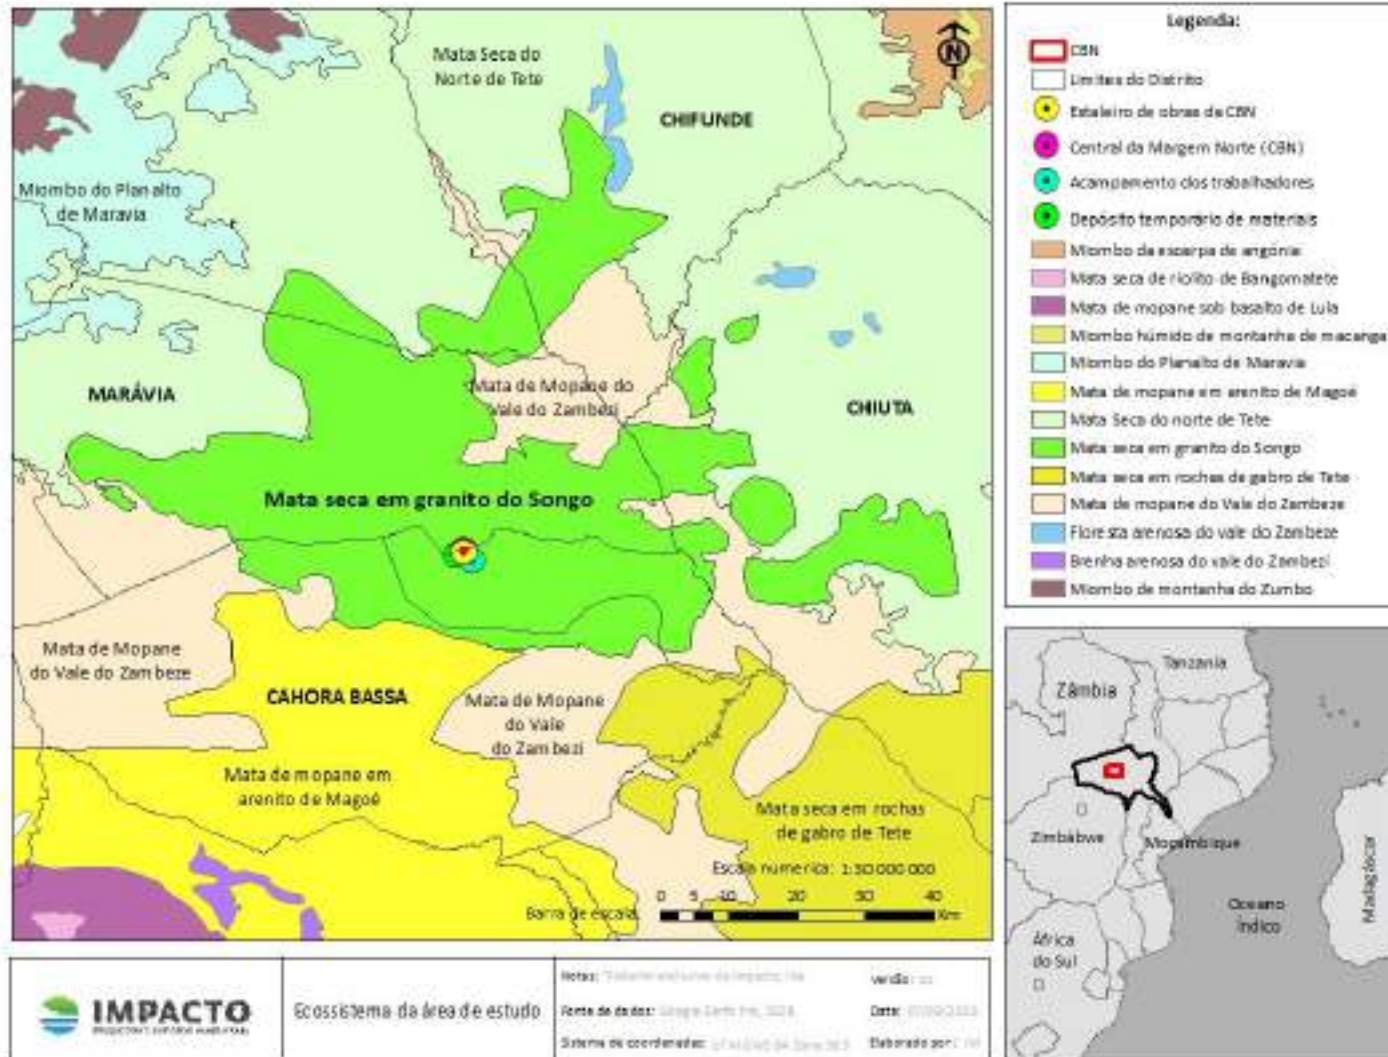 Mata Seca do
Norte de Tete
CHIFUNDE
Miombo do Planalto
de Maravia
MARÁVIA
Mata de Mopane do
Vale do Zambezi
CHIUTA
Mata seca em granito do Songo
Mata de Mopane
do Vale do Zambeze
CAHORA BASSA
Mata de Mopane
do Vale
do Zambezi
Mata de mopane em
arenito de Magoé
Mata seca em rochas
de gabro de Tete
Escala numerica: 1:30 000 000
Barra de escala:
0 5 10 20 30 40
Km
N
Legenda:
CBN
Limites do Distrito
Estaleiro de obras da CBN
Central da Margem Norte (CBN)
Acampamento dos trabalhadores
Depósito temporário de materiais
Miombo da escarpa de angónia
Mata seca de riolito de Bangomatete
Mata de mopane sob basalto de Lula
Miombo húmido de montanha de macanga
Miombo do Planalto de Maravia
Mata de mopane em arenito de Magoé
Mata Seca do norte de Tete
Mata seca em granito do Songo
Mata seca em rochas de gabro de Tete
Mata de mopane do Vale do Zambeze
Floresta arenosa do vale do Zambeze
Brenha arenosa do vale do Zambezi
Miombo de montanha do Zumbo
Tanzania
Zâmbia
Zimbábwe
Moçambique
Oceano
Índico
Madagáscar
África
do Sul
IMPACTO
Ecossistema da área de estudo
Notas:
Fonte de dados:
Sistema de coordenadas:
versão:
Data:
Elaborado por: